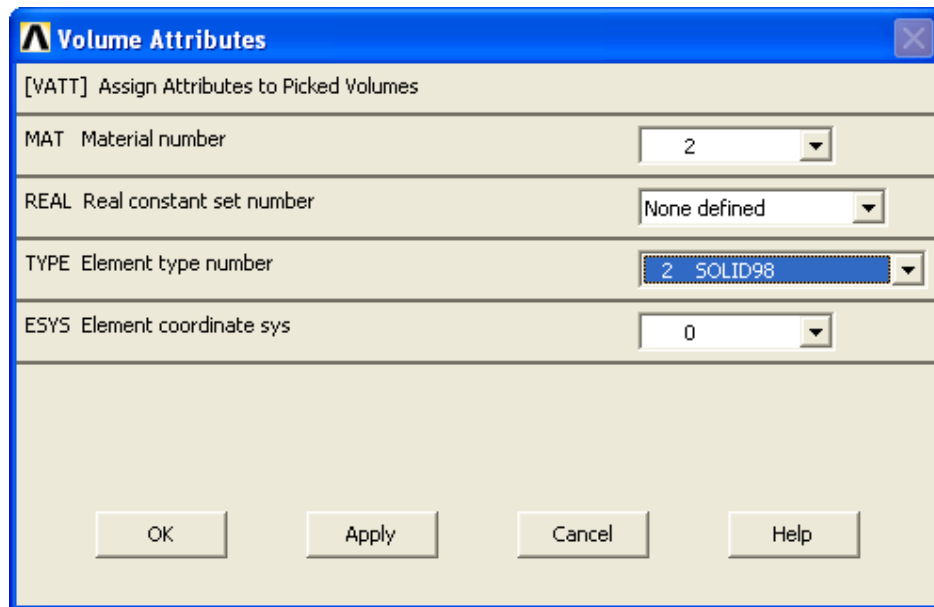 Volume Attributes
[VATT] Assign Attributes to Picked Volumes
MAT Material number 2
REAL Real constant set number None defined
TYPE Element type number 2 SOLID98
ESYS Element coordinate sys 0
OK Apply Cancel Help